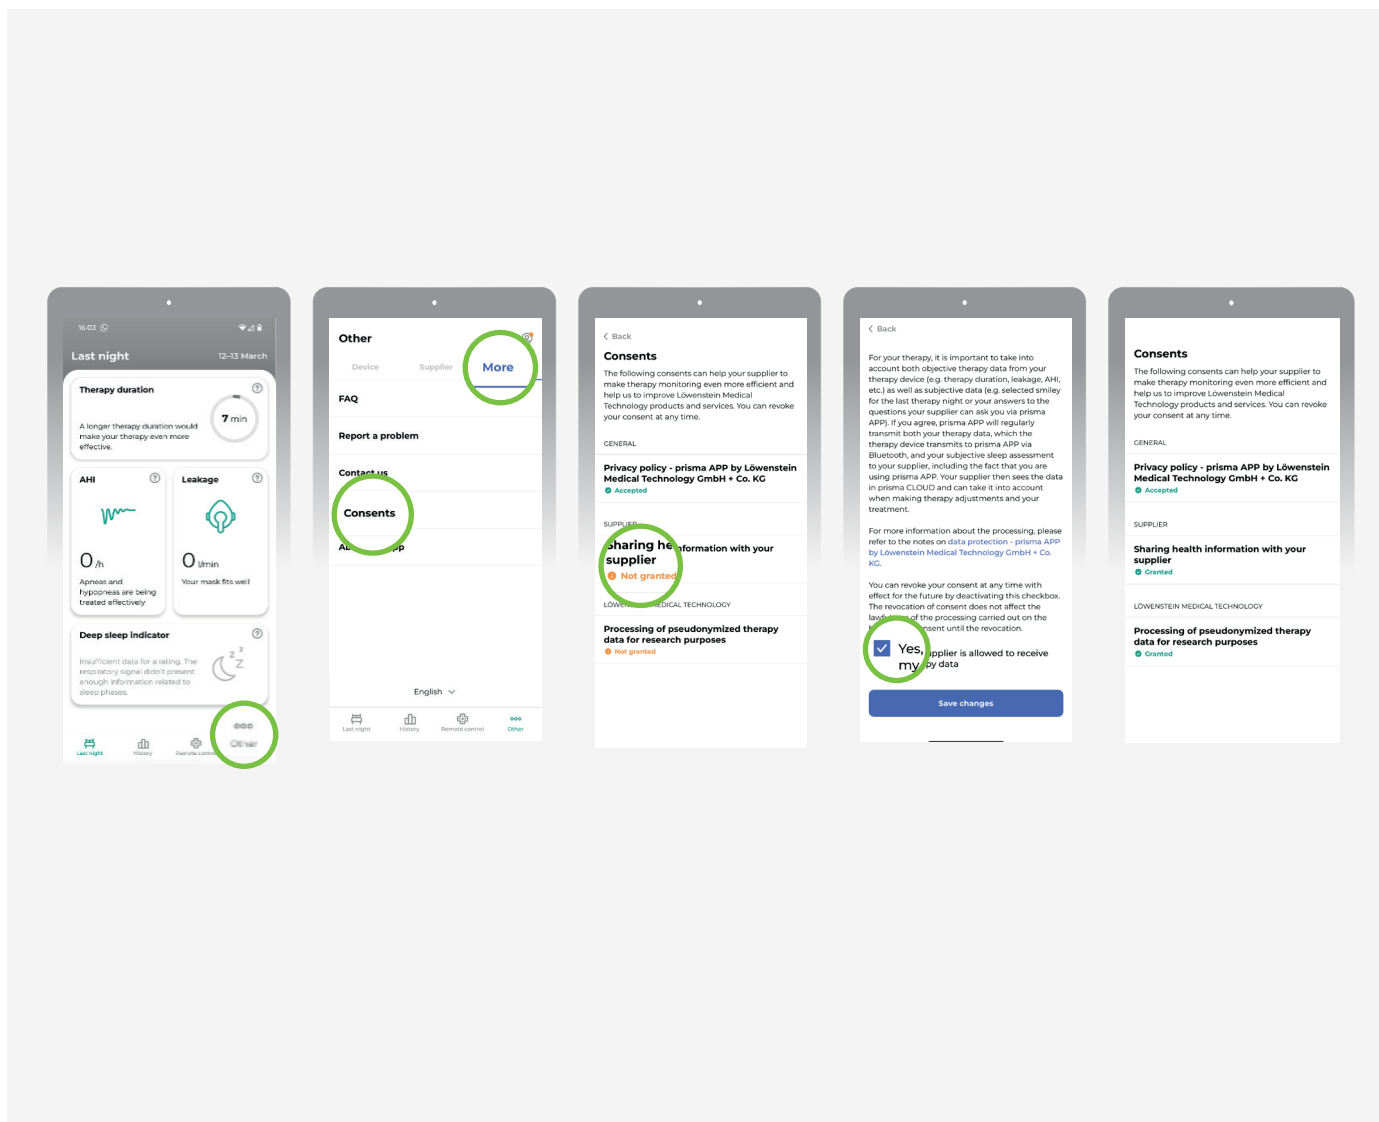 16:03
Last night 12–13 March
Therapy duration
7 min
A longer therapy duration would
make your therapy even more
effective.
AHI
0 /h
Apneas and
hypopneas are being
treated effectively
Leakage
0 l/min
Your mask fits well
Deep sleep indicator
Insufficient data for a rating. The
respiratory signal didn't present
enough information related to
sleep phases.
Last night History Remote control Other
Other
Device Supplier More
FAQ
Report a problem
Contact us
Consents
English
Last night History Remote control Other
Back
Consents
The following consents can help your supplier to
make therapy monitoring even more efficient and
help us to improve Löwenstein Medical
Technology products and services. You can revoke
your consent at any time.
GENERAL
Privacy policy - prisma APP by Löwenstein
Medical Technology GmbH + Co. KG
Accepted
SUPPLIER
Sharing he formation with your
supplier
Not granted
LÖWEN EDICAL TECHNOLOGY
Processing of pseudonymized therapy
data for research purposes
Not granted
Back
For your therapy, it is important to take into
account both objective therapy data from your
therapy device (e.g. therapy duration, leakage, AHI,
etc.) as well as subjective data (e.g. selected smiley
for the last therapy night or your answers to the
questions your supplier can ask you via prisma
APP). If you agree, prisma APP will regularly
transmit both your therapy data, which the
therapy device transmits to prisma APP via
Bluetooth, and your subjective sleep assessment
to your supplier, including the fact that you are
using prisma APP. Your supplier then sees the data
in prisma CLOUD and can take it into account
when making therapy adjustments and your
treatment.
For more information about the processing, please
refer to the notes on data protection - prisma APP
by Löwenstein Medical Technology GmbH + Co.
KG.
You can revoke your consent at any time with
effect for the future by deactivating this checkbox.
The revocation of consent does not affect the
of the processing carried out on the
nsent until the revocation.
Yes, upplier is allowed to receive
my py data
Save changes
Consents
The following consents can help your supplier to
make therapy monitoring even more efficient and
help us to improve Löwenstein Medical
Technology products and services. You can revoke
your consent at any time.
GENERAL
Privacy policy - prisma APP by Löwenstein
Medical Technology GmbH + Co. KG
Accepted
SUPPLIER
Sharing health information with your
supplier
Granted
LÖWENSTEIN MEDICAL TECHNOLOGY
Processing of pseudonymized therapy
data for research purposes
Granted